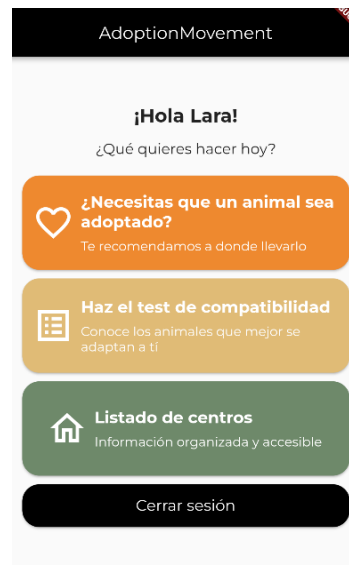 AdoptionMovement
¡Hola Lara!
¿Qué quieres hacer hoy?
¿Necesitas que un animal sea
adoptado?
Te recomendamos a donde llevarlo
Haz el test de compatibilidad
Conoce los animales que mejor se
adaptan a ti
Listado de centros
Información organizada y accesible
Cerrar sesión